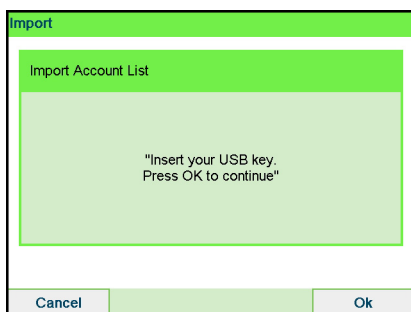 Import
Import Account List
"Insert your USB key.
Press OK to continue"
Cancel
Ok